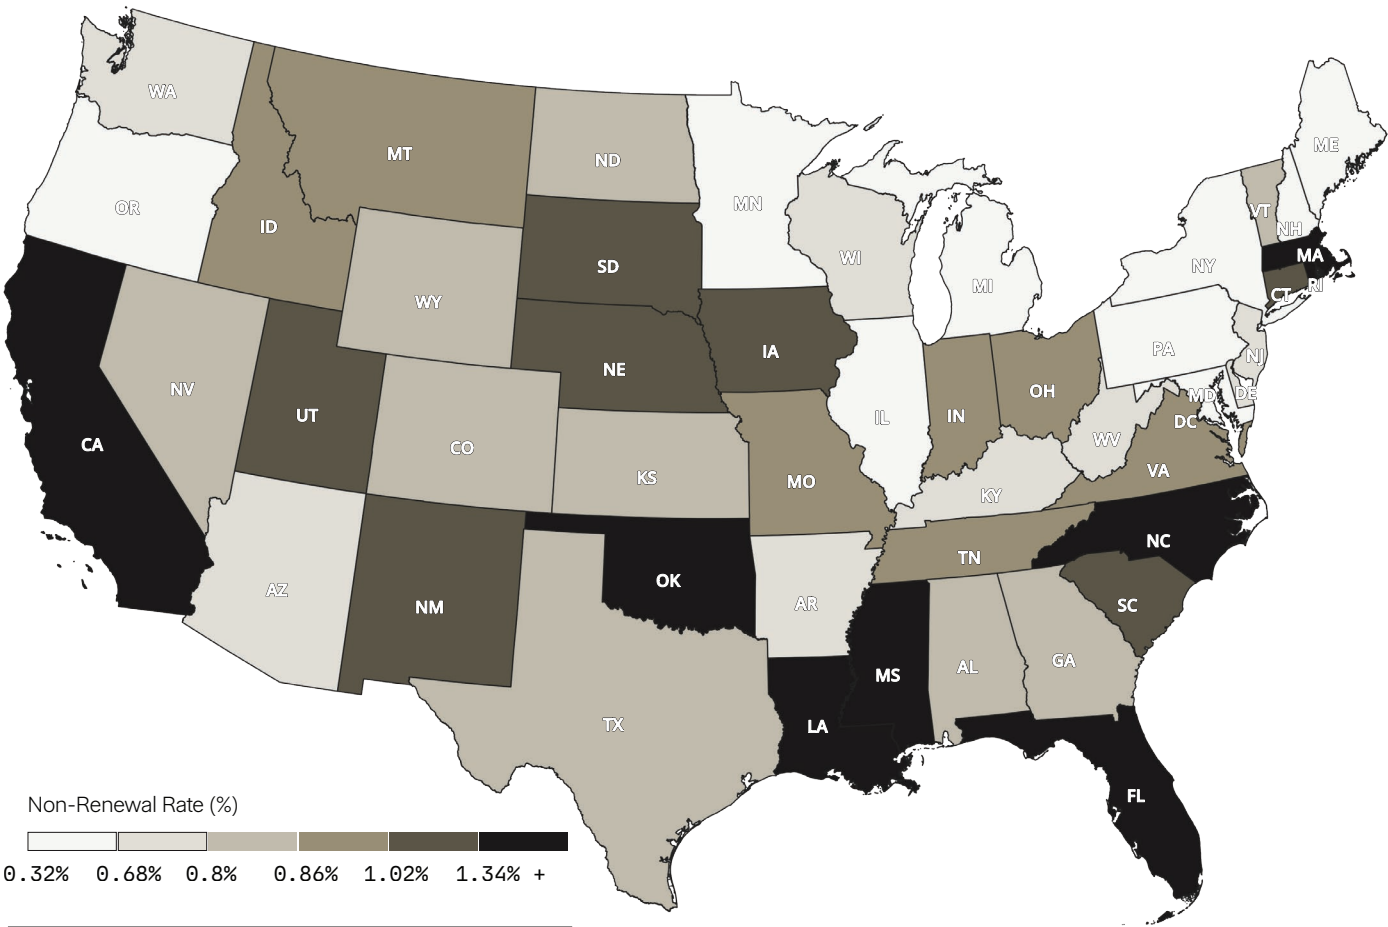 WA
MT
ND
MN
ME
OR
ID
VT
NH
WI
NY
MA
SD
MI
RI
CT
WY
IA
PA
NJ
NE
NV
UT
IN
OH
MD
DE
IL
DC
CA
CO
WV
KS
MO
VA
KY
NC
TN
OK
AZ
AR
NM
SC
AL
GA
MS
TX
LA
FL
Non-Renewal Rate (%)
0.32% 0.68% 0.8% 0.86% 1.02% 1.34% +